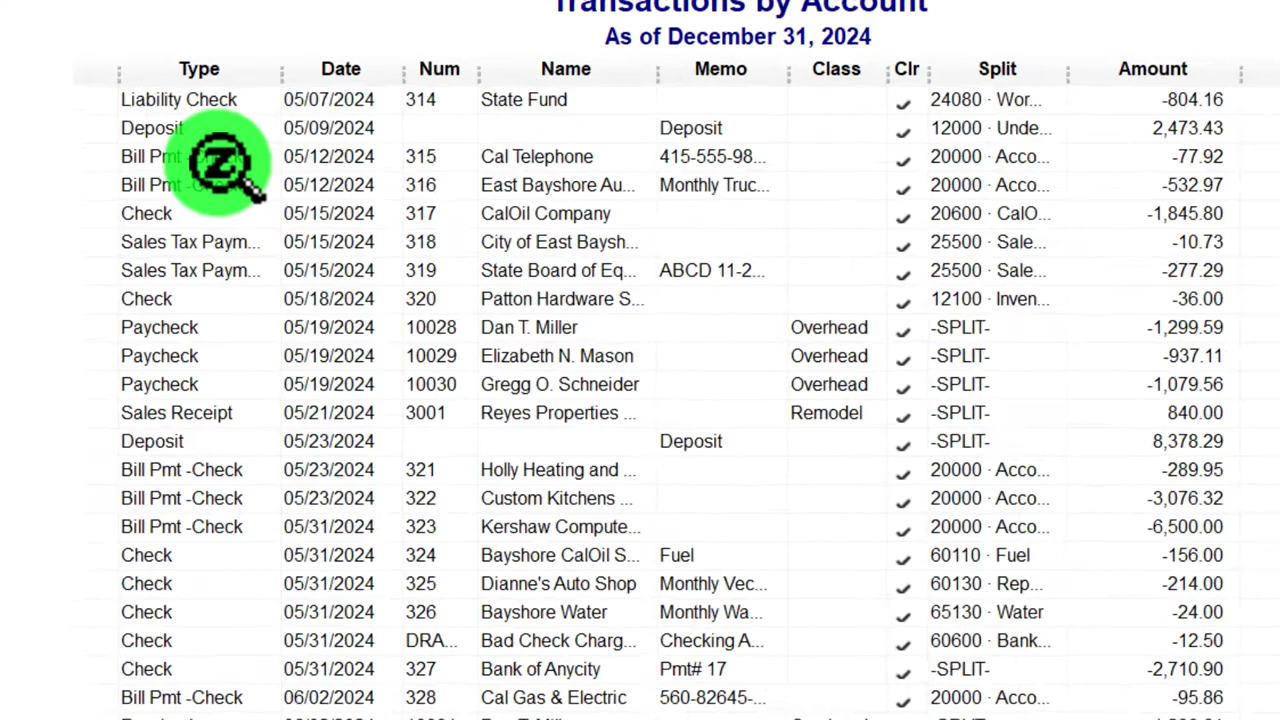 Transactions by Account
As of December 31, 2024
Type Date Num Name Memo Class Clr Split Amount
Liability Check 05/07/2024 314 State Fund 24080 · Wor... -804.16
Deposit 05/09/2024 Deposit 12000 · Unde... 2,473.43
Bill Pmt -Check 05/12/2024 315 Cal Telephone 415-555-98... 20000 · Acco... -77.92
Bill Pmt -Check 05/12/2024 316 East Bayshore Au... Monthly Truc... 20000 · Acco... -532.97
Check 05/15/2024 317 CalOil Company 20600 · CalO... -1,845.80
Sales Tax Paym... 05/15/2024 318 City of East Baysh... 25500 · Sale... -10.73
Sales Tax Paym... 05/15/2024 319 State Board of Eq... ABCD 11-2... 25500 · Sale... -277.29
Check 05/18/2024 320 Patton Hardware S... 12100 · Inven... -36.00
Paycheck 05/19/2024 10028 Dan T. Miller Overhead -SPLIT- -1,299.59
Paycheck 05/19/2024 10029 Elizabeth N. Mason Overhead -SPLIT- -937.11
Paycheck 05/19/2024 10030 Gregg O. Schneider Overhead -SPLIT- -1,079.56
Sales Receipt 05/21/2024 3001 Reyes Properties ... Remodel -SPLIT- 840.00
Deposit 05/23/2024 Deposit -SPLIT- 8,378.29
Bill Pmt -Check 05/23/2024 321 Holly Heating and ... 20000 · Acco... -289.95
Bill Pmt -Check 05/23/2024 322 Custom Kitchens ... 20000 · Acco... -3,076.32
Bill Pmt -Check 05/31/2024 323 Kershaw Compute... 20000 · Acco... -6,500.00
Check 05/31/2024 324 Bayshore CalOil S... Fuel 60110 · Fuel -156.00
Check 05/31/2024 325 Dianne's Auto Shop Monthly Vec... 60130 · Rep... -214.00
Check 05/31/2024 326 Bayshore Water Monthly Wa... 65130 · Water -24.00
Check 05/31/2024 DRA... Bad Check Charg... Checking A... 60600 · Bank... -12.50
Check 05/31/2024 327 Bank of Anycity Pmt# 17 -SPLIT- -2,710.90
Bill Pmt -Check 06/02/2024 328 Cal Gas & Electric 560-82645-... 20000 · Acco... -95.86